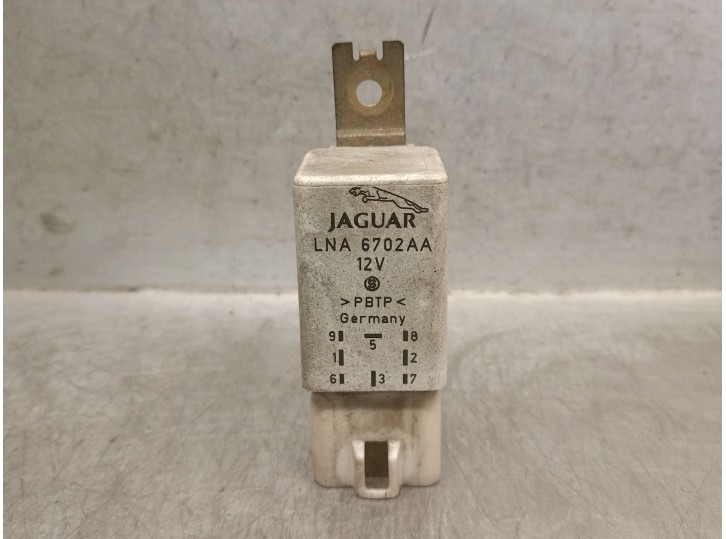 JAGUAR
LNA 6702AA
12V
>PBTP<
Germany
9 5 8
1 2
6 3 7